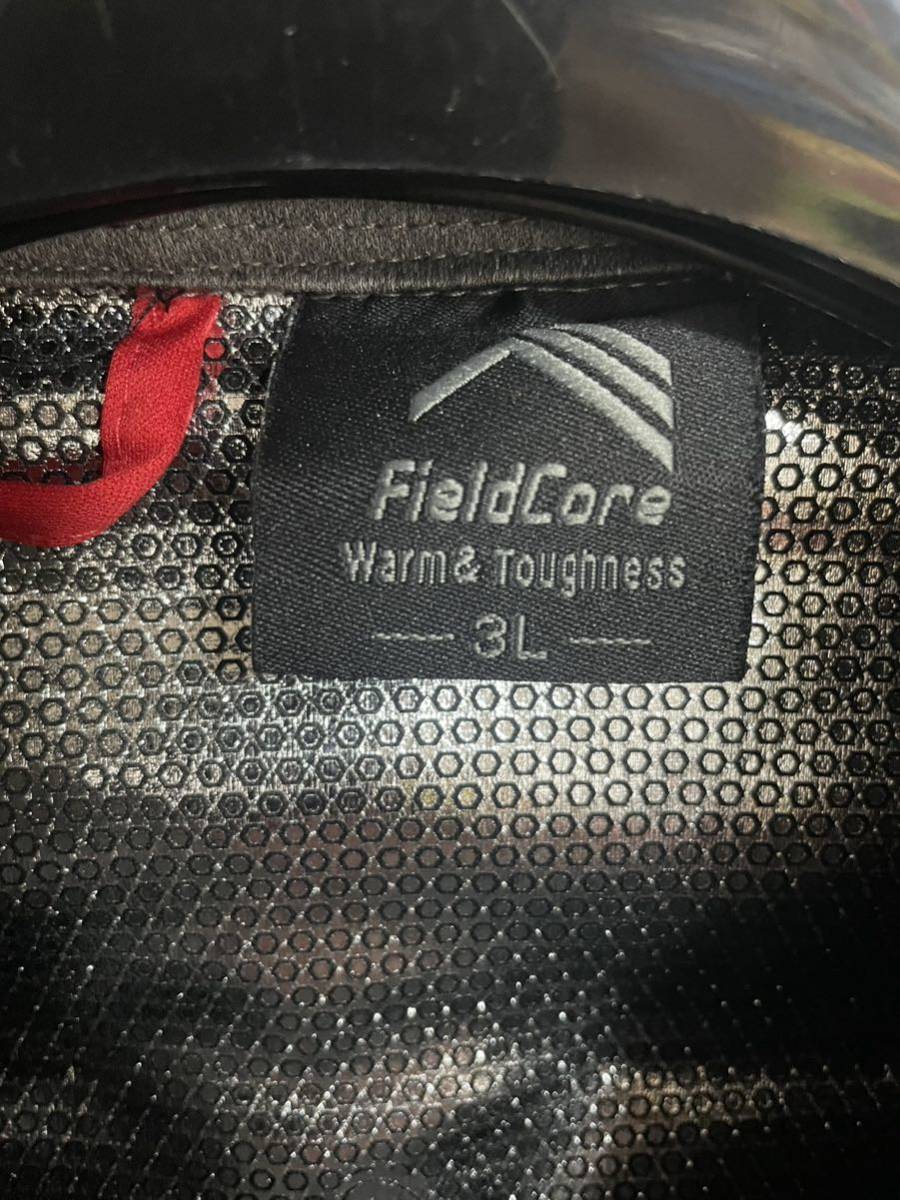 FieldCore
Warm & Toughness
3L